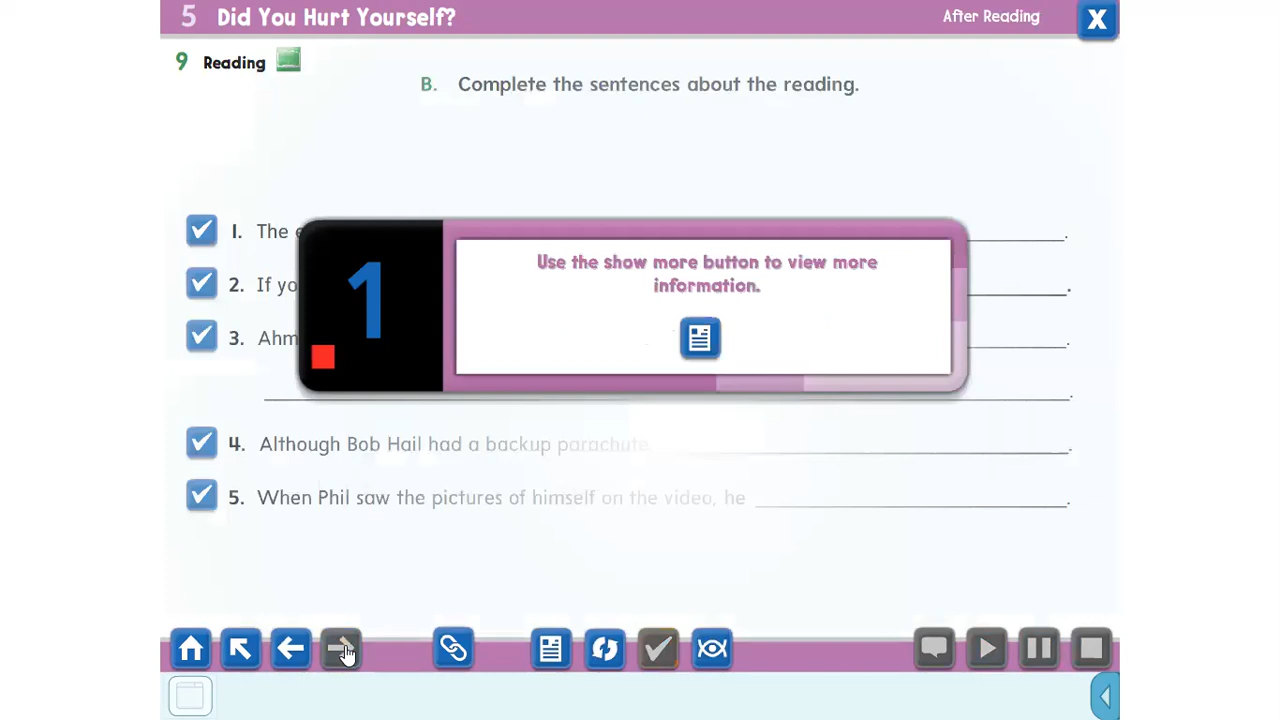 5 Did You Hurt Yourself?
After Reading
X
9 Reading
B. Complete the sentences about the reading.
1. The
2. If yo
3. Ahm
1
Use the show more button to view more
information.
4. Although Bob Hail had a backup parachute,
5. When Phil saw the pictures of himself on the video, he